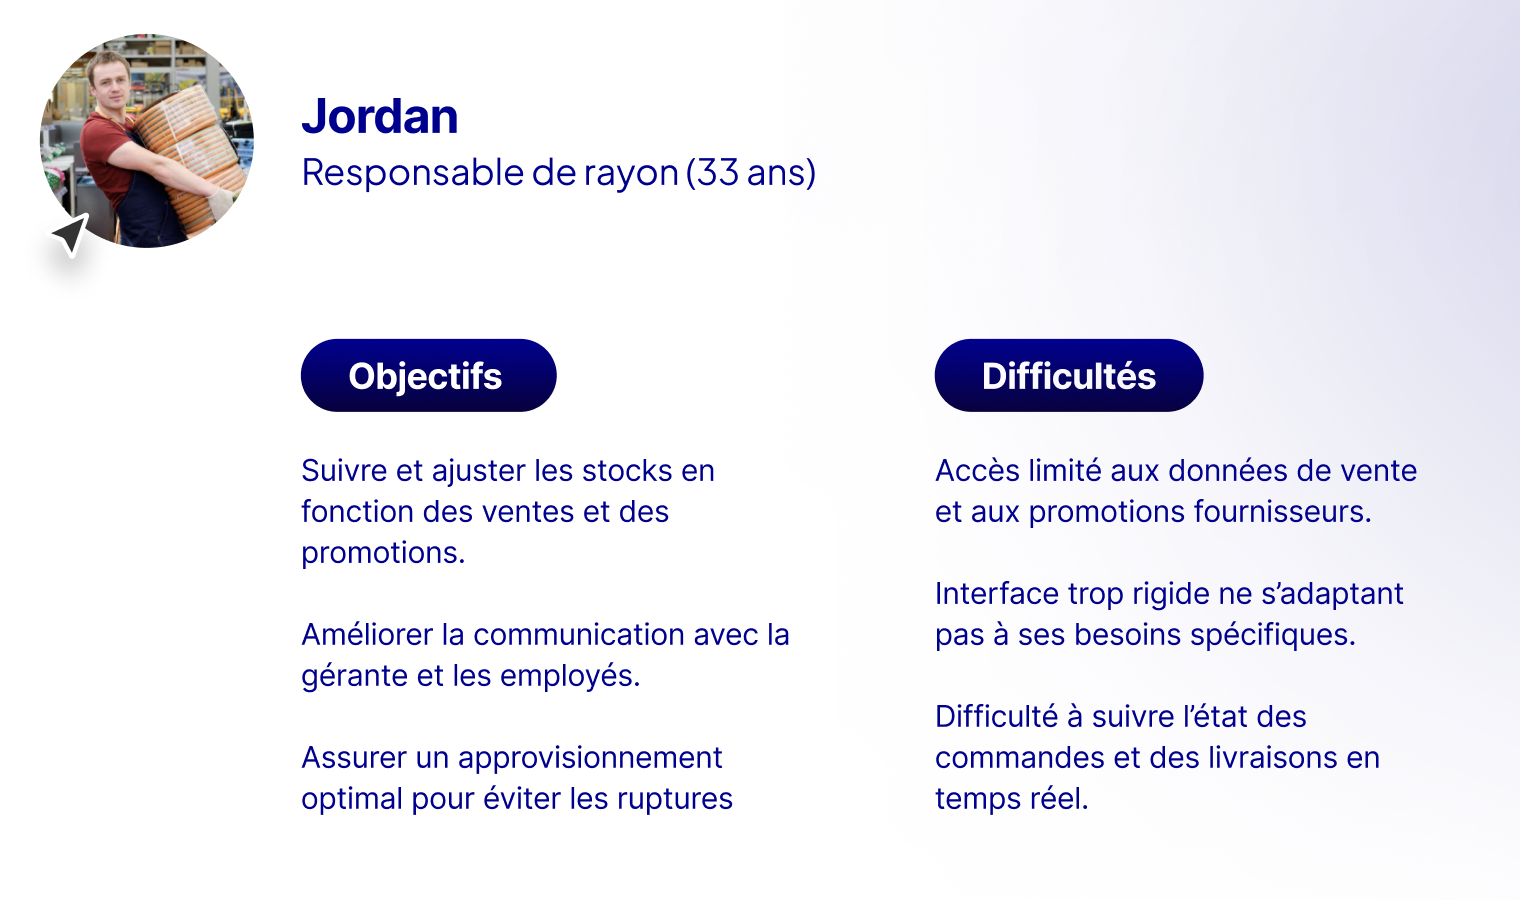 Jordan
Responsable de rayon (33 ans)
Objectifs
Suivre et ajuster les stocks en
fonction des ventes et des
promotions.
Améliorer la communication avec la
gérante et les employés.
Assurer un approvisionnement
optimal pour éviter les ruptures
Difficultés
Accès limité aux données de vente
et aux promotions fournisseurs.
Interface trop rigide ne s’adaptant
pas à ses besoins spécifiques.
Difficulté à suivre l’état des
commandes et des livraisons en
temps réel.